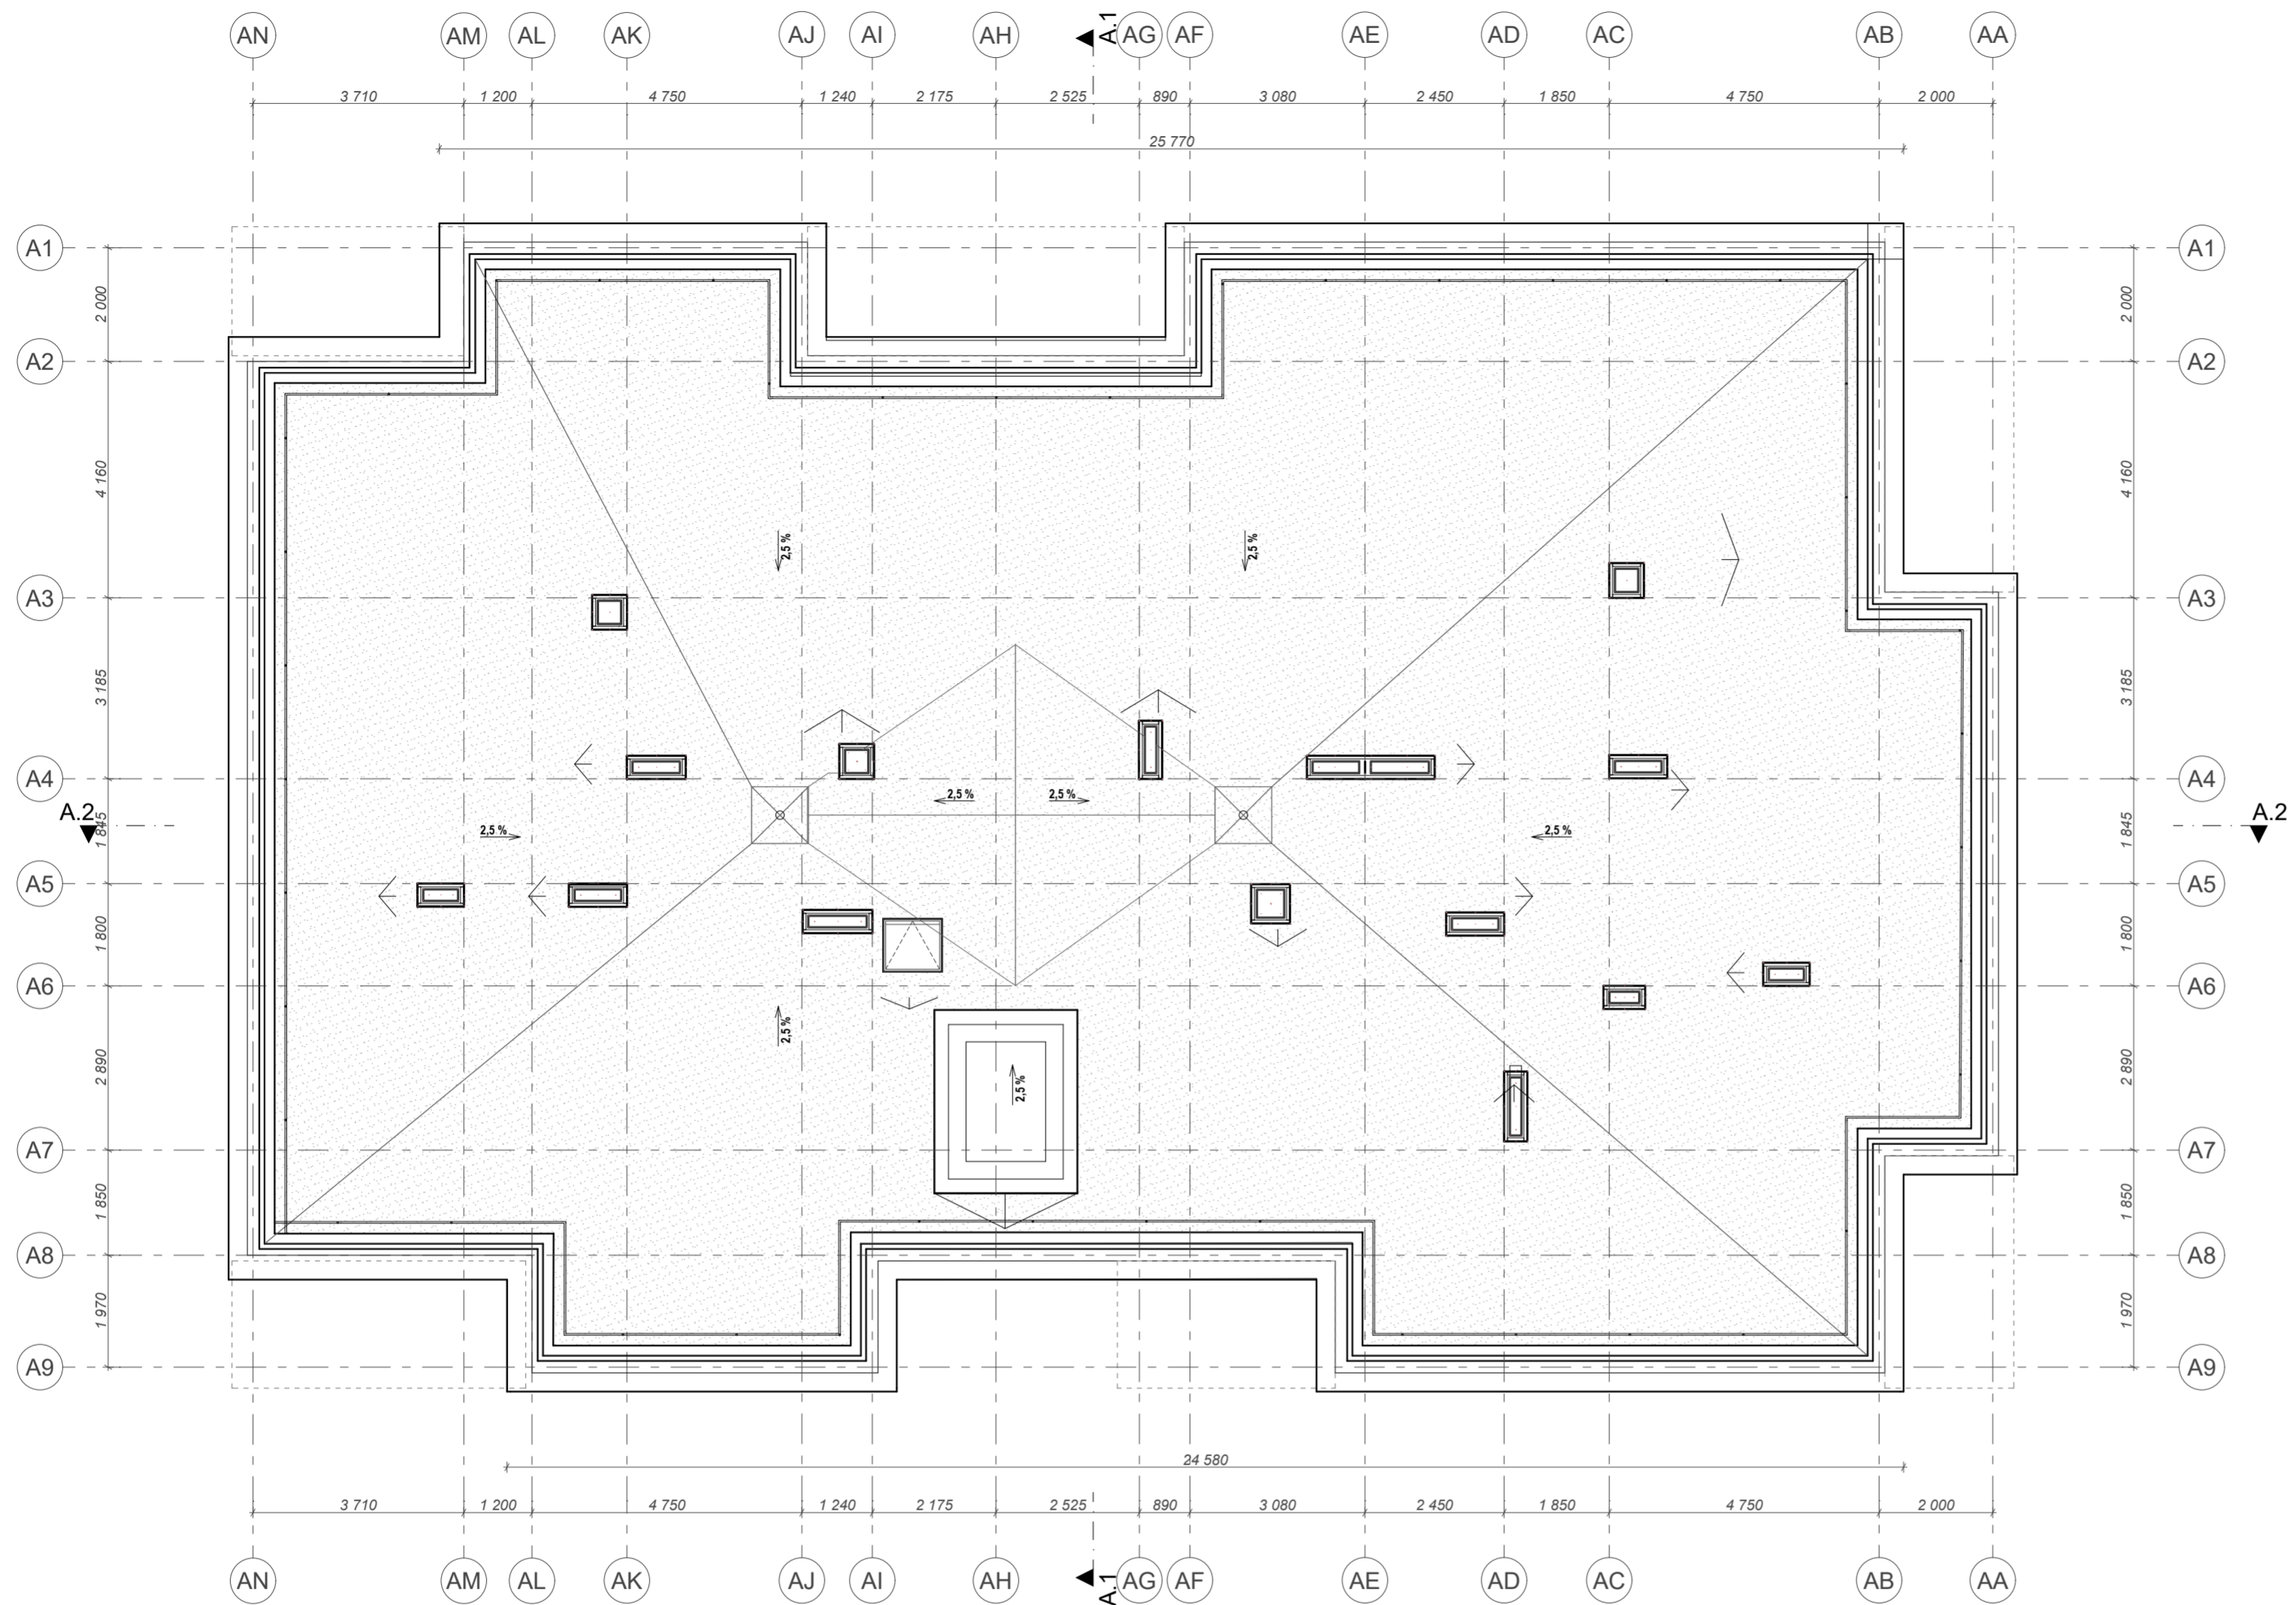 AN AM AL AK AJ AI AH A.1 AG AF AE AD AC AB AA
3 710 1 200 4 750 1 240 2 175 2 525 890 3 080 2 450 1 850 4 750 2 000
25 770
A1 A1
2 000 2 000
A2 A2
4 160 4 160
2,5 % 2,5 %
A3 A3
3 185 3 185
A4 A4
2,5 % 2,5 %
A.2 1 845 2,5 % 2,5 % 1 845 A.2
A5 A5
1 800 1 800
A6 A6
2,5 %
2 890 2,5 % 2 890
A7 A7
1 850 1 850
A8 A8
1 970 1 970
A9 A9
24 580
3 710 1 200 4 750 1 240 2 175 2 525 890 3 080 2 450 1 850 4 750 2 000
AN AM AL AK AJ AI AH A.1 AG AF AE AD AC AB AA